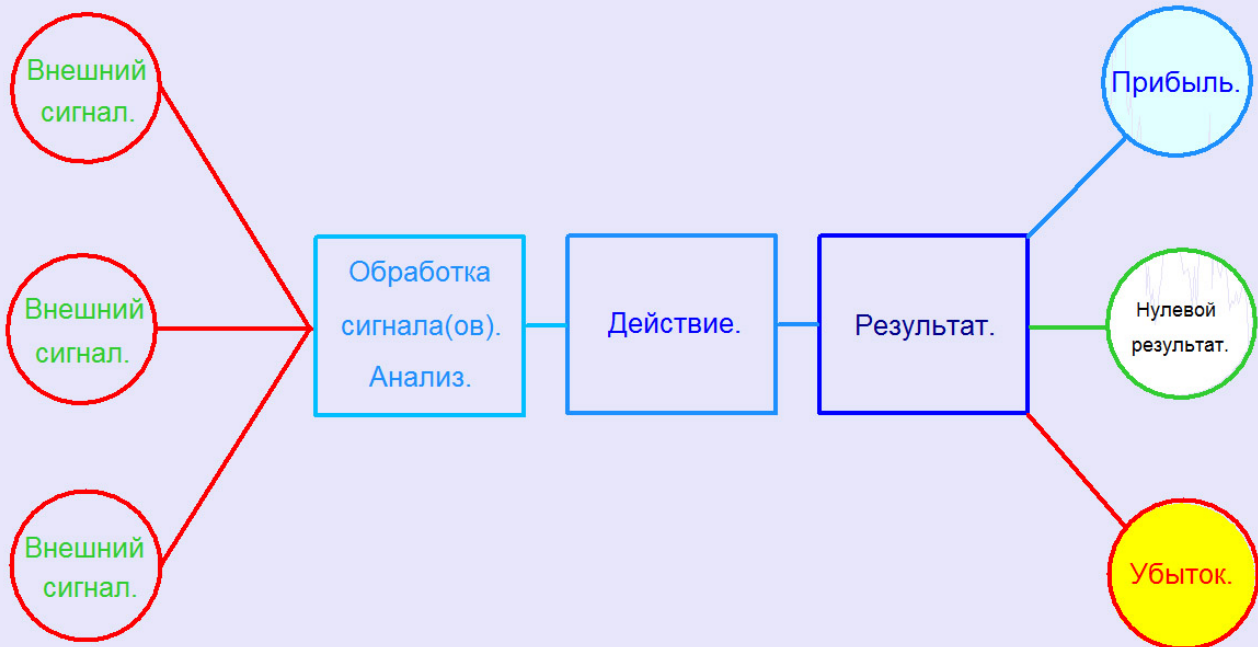 Внешний
сигнал.
Внешний
сигнал.
Внешний
сигнал.
Обработка
сигнала(ов).
Анализ.
Действие.
Результат.
Прибыль.
Нулевой
результат.
Убыток.